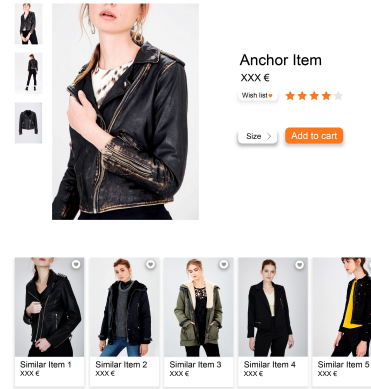 Anchor Item
XXX €
Wish list
Size
Add to cart
Similar Item 1
XXX €
Similar Item 2
XXX €
Similar Item 3
XXX €
Similar Item 4
XXX €
Similar Item 5
XXX €